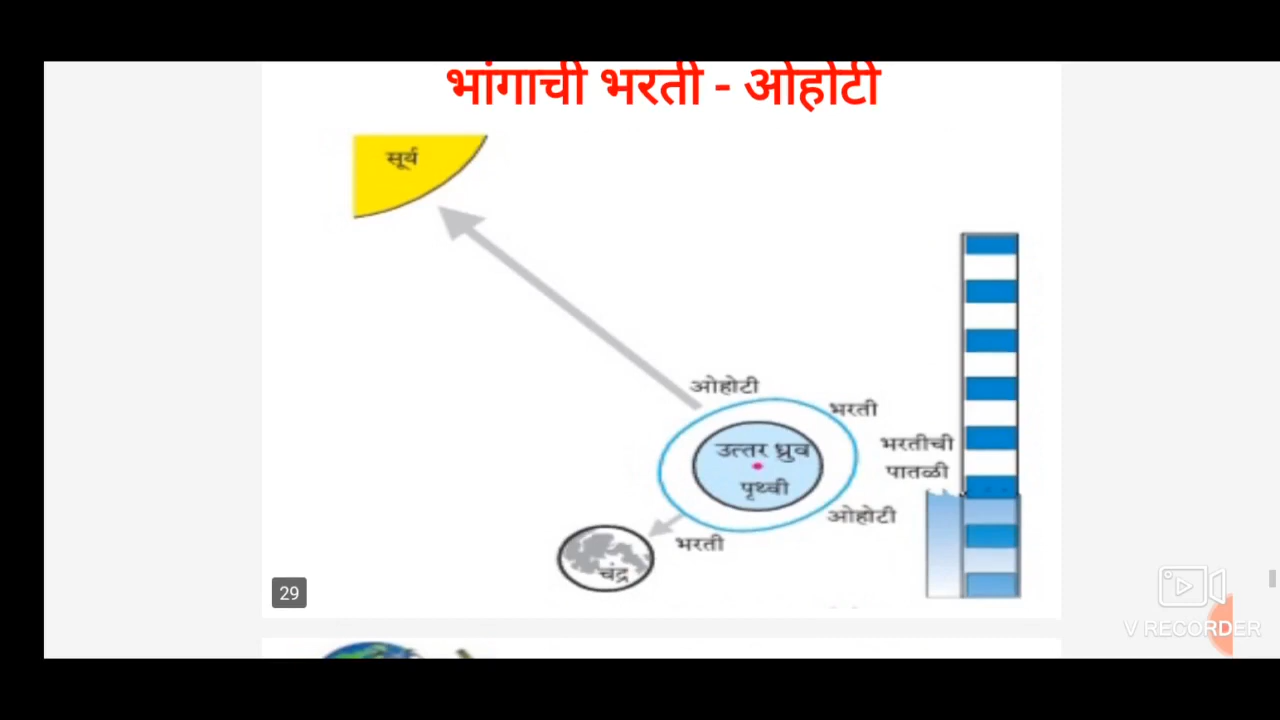 भांगाची भरती - ओहोटी
सूर्य
ओहोटी
भरती
भरतीची
पातळी
उत्तर ध्रुव
पृथ्वी
ओहोटी
भरती
चंद्र
29
V RECORDER